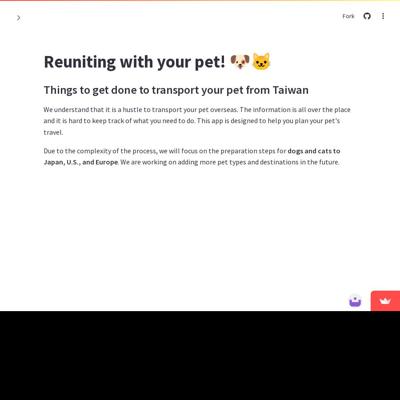 Fork
Reuniting with your pet! 🐶🐱
Things to get done to transport your pet from Taiwan
We understand that it is a hustle to transport your pet overseas. The information is all over the place
and it is hard to keep track of what you need to do. This app is designed to help you plan your pet's
travel.
Due to the complexity of the process, we will focus on the preparation steps for dogs and cats to
Japan, U.S., and Europe. We are working on adding more pet types and destinations in the future.